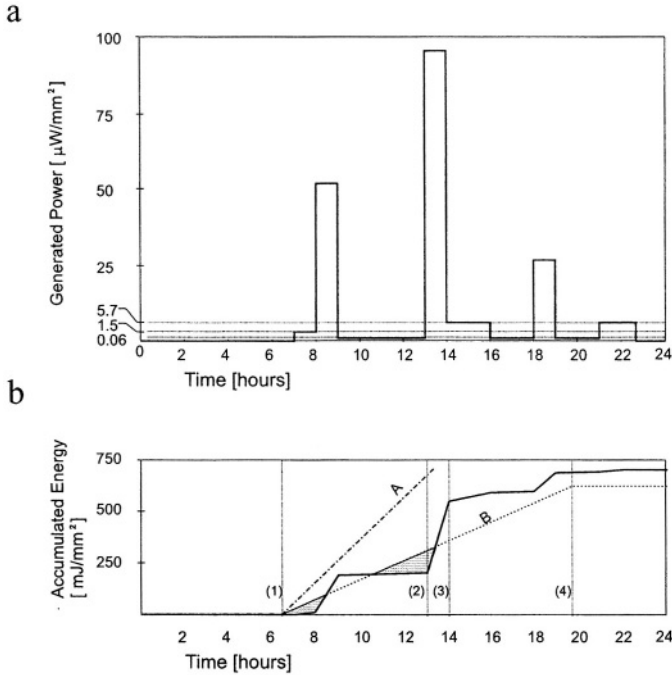 a
100
75
50
25
5.7
1.5
0.06
Generated Power [ µW/mm² ]
0 2 4 6 8 10 12 14 16 18 20 22 24
Time [hours]
b
750
500
250
Accumulated Energy
[ mJ/mm² ]
A
B
(1) (2) (3) (4)
2 4 6 8 10 12 14 16 18 20 22 24
Time [hours]